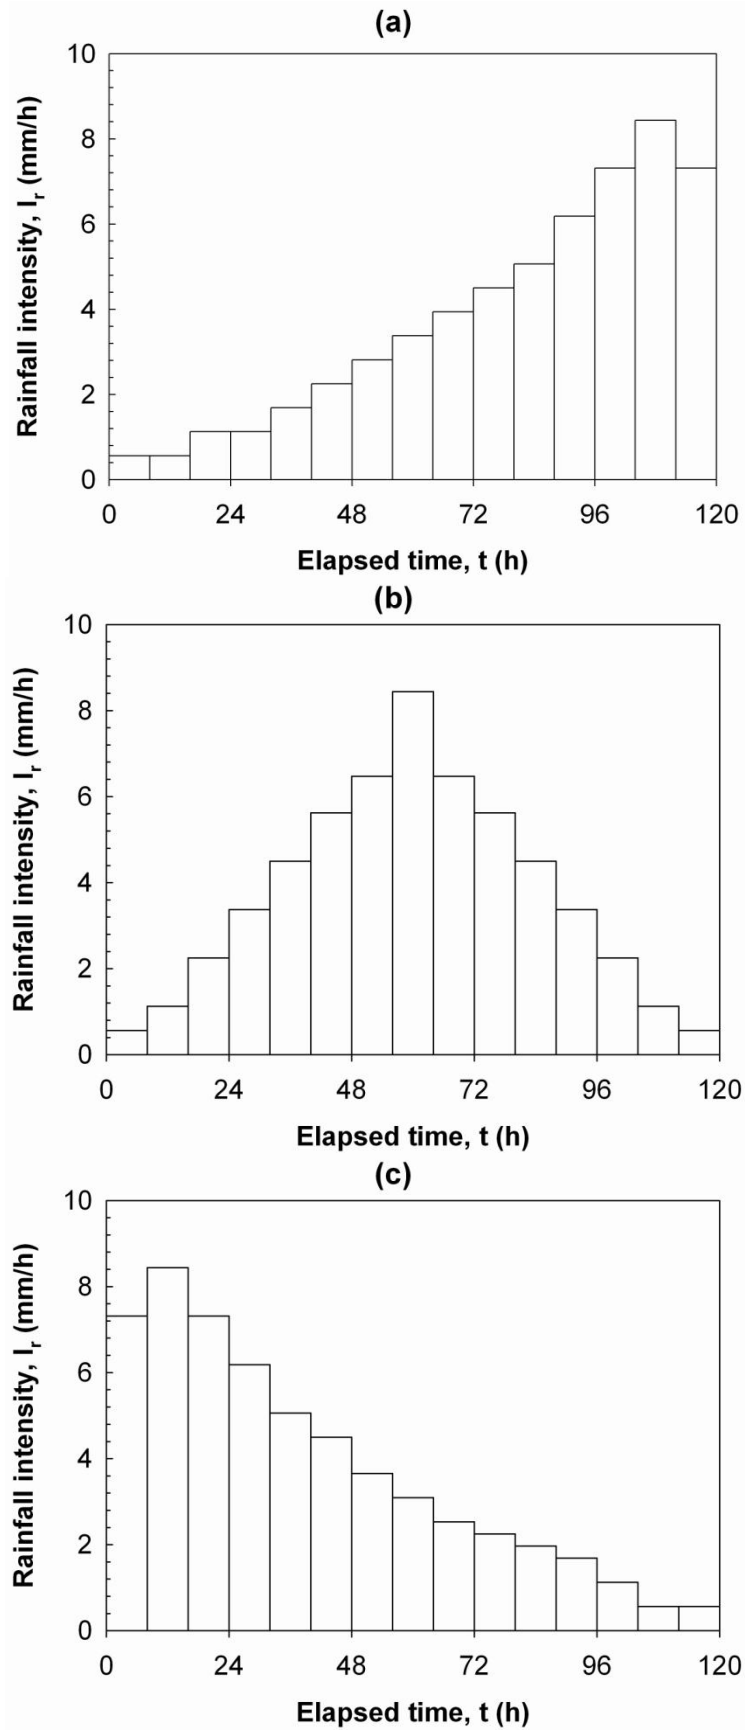 (a)
Rainfall intensity, Ir (mm/h)
10
8
6
4
2
0
0 24 48 72 96 120
Elapsed time, t (h)
(b)
Rainfall intensity, Ir (mm/h)
10
8
6
4
2
0
0 24 48 72 96 120
Elapsed time, t (h)
(c)
Rainfall intensity, Ir (mm/h)
10
8
6
4
2
0
0 24 48 72 96 120
Elapsed time, t (h)